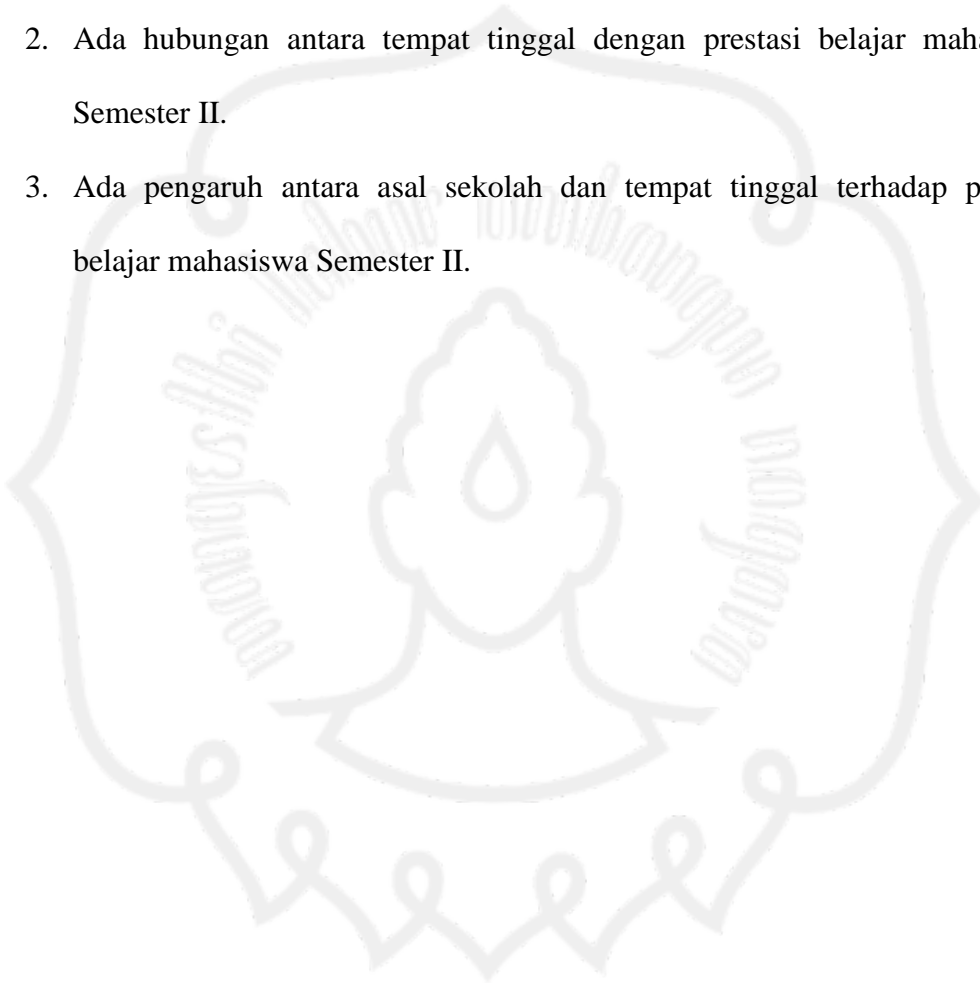 2. Ada hubungan antara tempat tinggal dengan prestasi belajar
Semester II.
3. Ada pengaruh antara asal sekolah dan tempat tinggal terhadap
belajar mahasiswa Semester II.